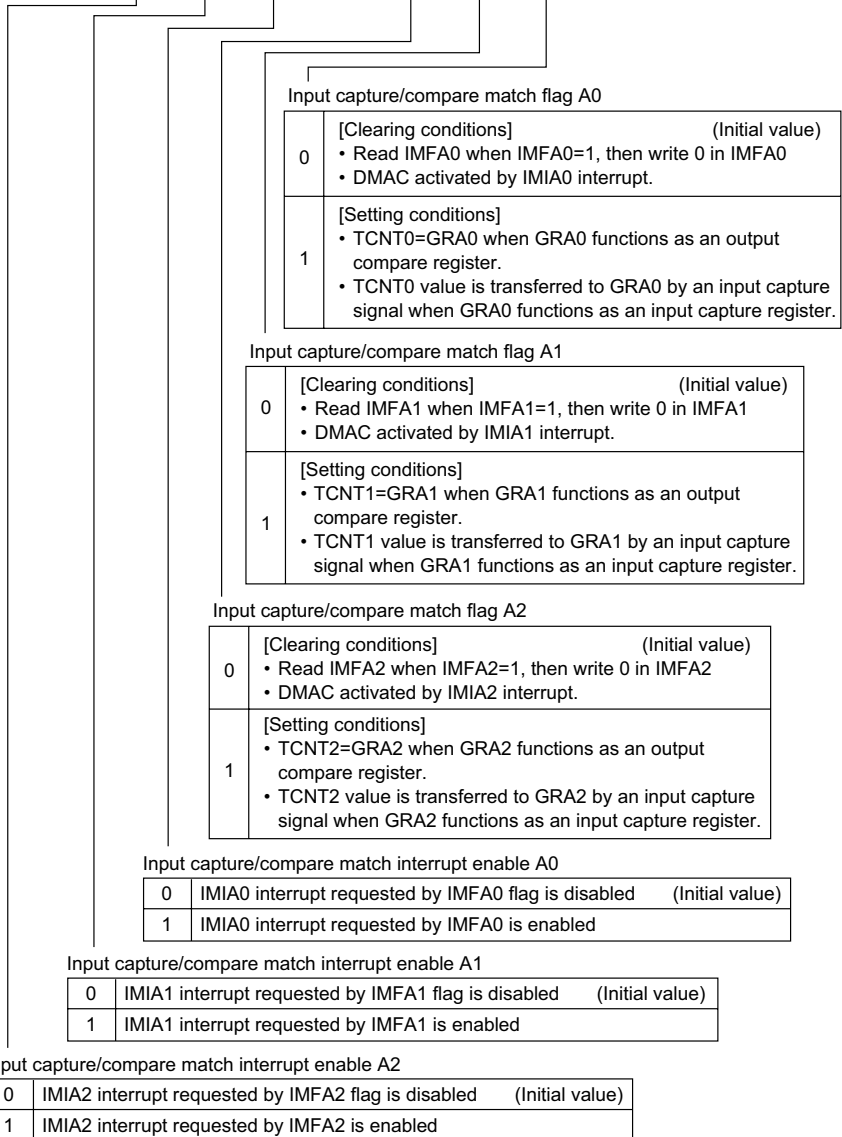 Input capture/compare match flag A0
0
[Clearing conditions] (Initial value)
• Read IMFA0 when IMFA0=1, then write 0 in IMFA0
• DMAC activated by IMIA0 interrupt.
1
[Setting conditions]
• TCNT0=GRA0 when GRA0 functions as an output
compare register.
• TCNT0 value is transferred to GRA0 by an input capture
signal when GRA0 functions as an input capture register.
Input capture/compare match flag A1
0
[Clearing conditions] (Initial value)
• Read IMFA1 when IMFA1=1, then write 0 in IMFA1
• DMAC activated by IMIA1 interrupt.
1
[Setting conditions]
• TCNT1=GRA1 when GRA1 functions as an output
compare register.
• TCNT1 value is transferred to GRA1 by an input capture
signal when GRA1 functions as an input capture register.
Input capture/compare match flag A2
0
[Clearing conditions] (Initial value)
• Read IMFA2 when IMFA2=1, then write 0 in IMFA2
• DMAC activated by IMIA2 interrupt.
1
[Setting conditions]
• TCNT2=GRA2 when GRA2 functions as an output
compare register.
• TCNT2 value is transferred to GRA2 by an input capture
signal when GRA2 functions as an input capture register.
Input capture/compare match interrupt enable A0
0 IMIA0 interrupt requested by IMFA0 flag is disabled (Initial value)
1 IMIA0 interrupt requested by IMFA0 is enabled
Input capture/compare match interrupt enable A1
0 IMIA1 interrupt requested by IMFA1 flag is disabled (Initial value)
1 IMIA1 interrupt requested by IMFA1 is enabled
put capture/compare match interrupt enable A2
0 IMIA2 interrupt requested by IMFA2 flag is disabled (Initial value)
1 IMIA2 interrupt requested by IMFA2 is enabled